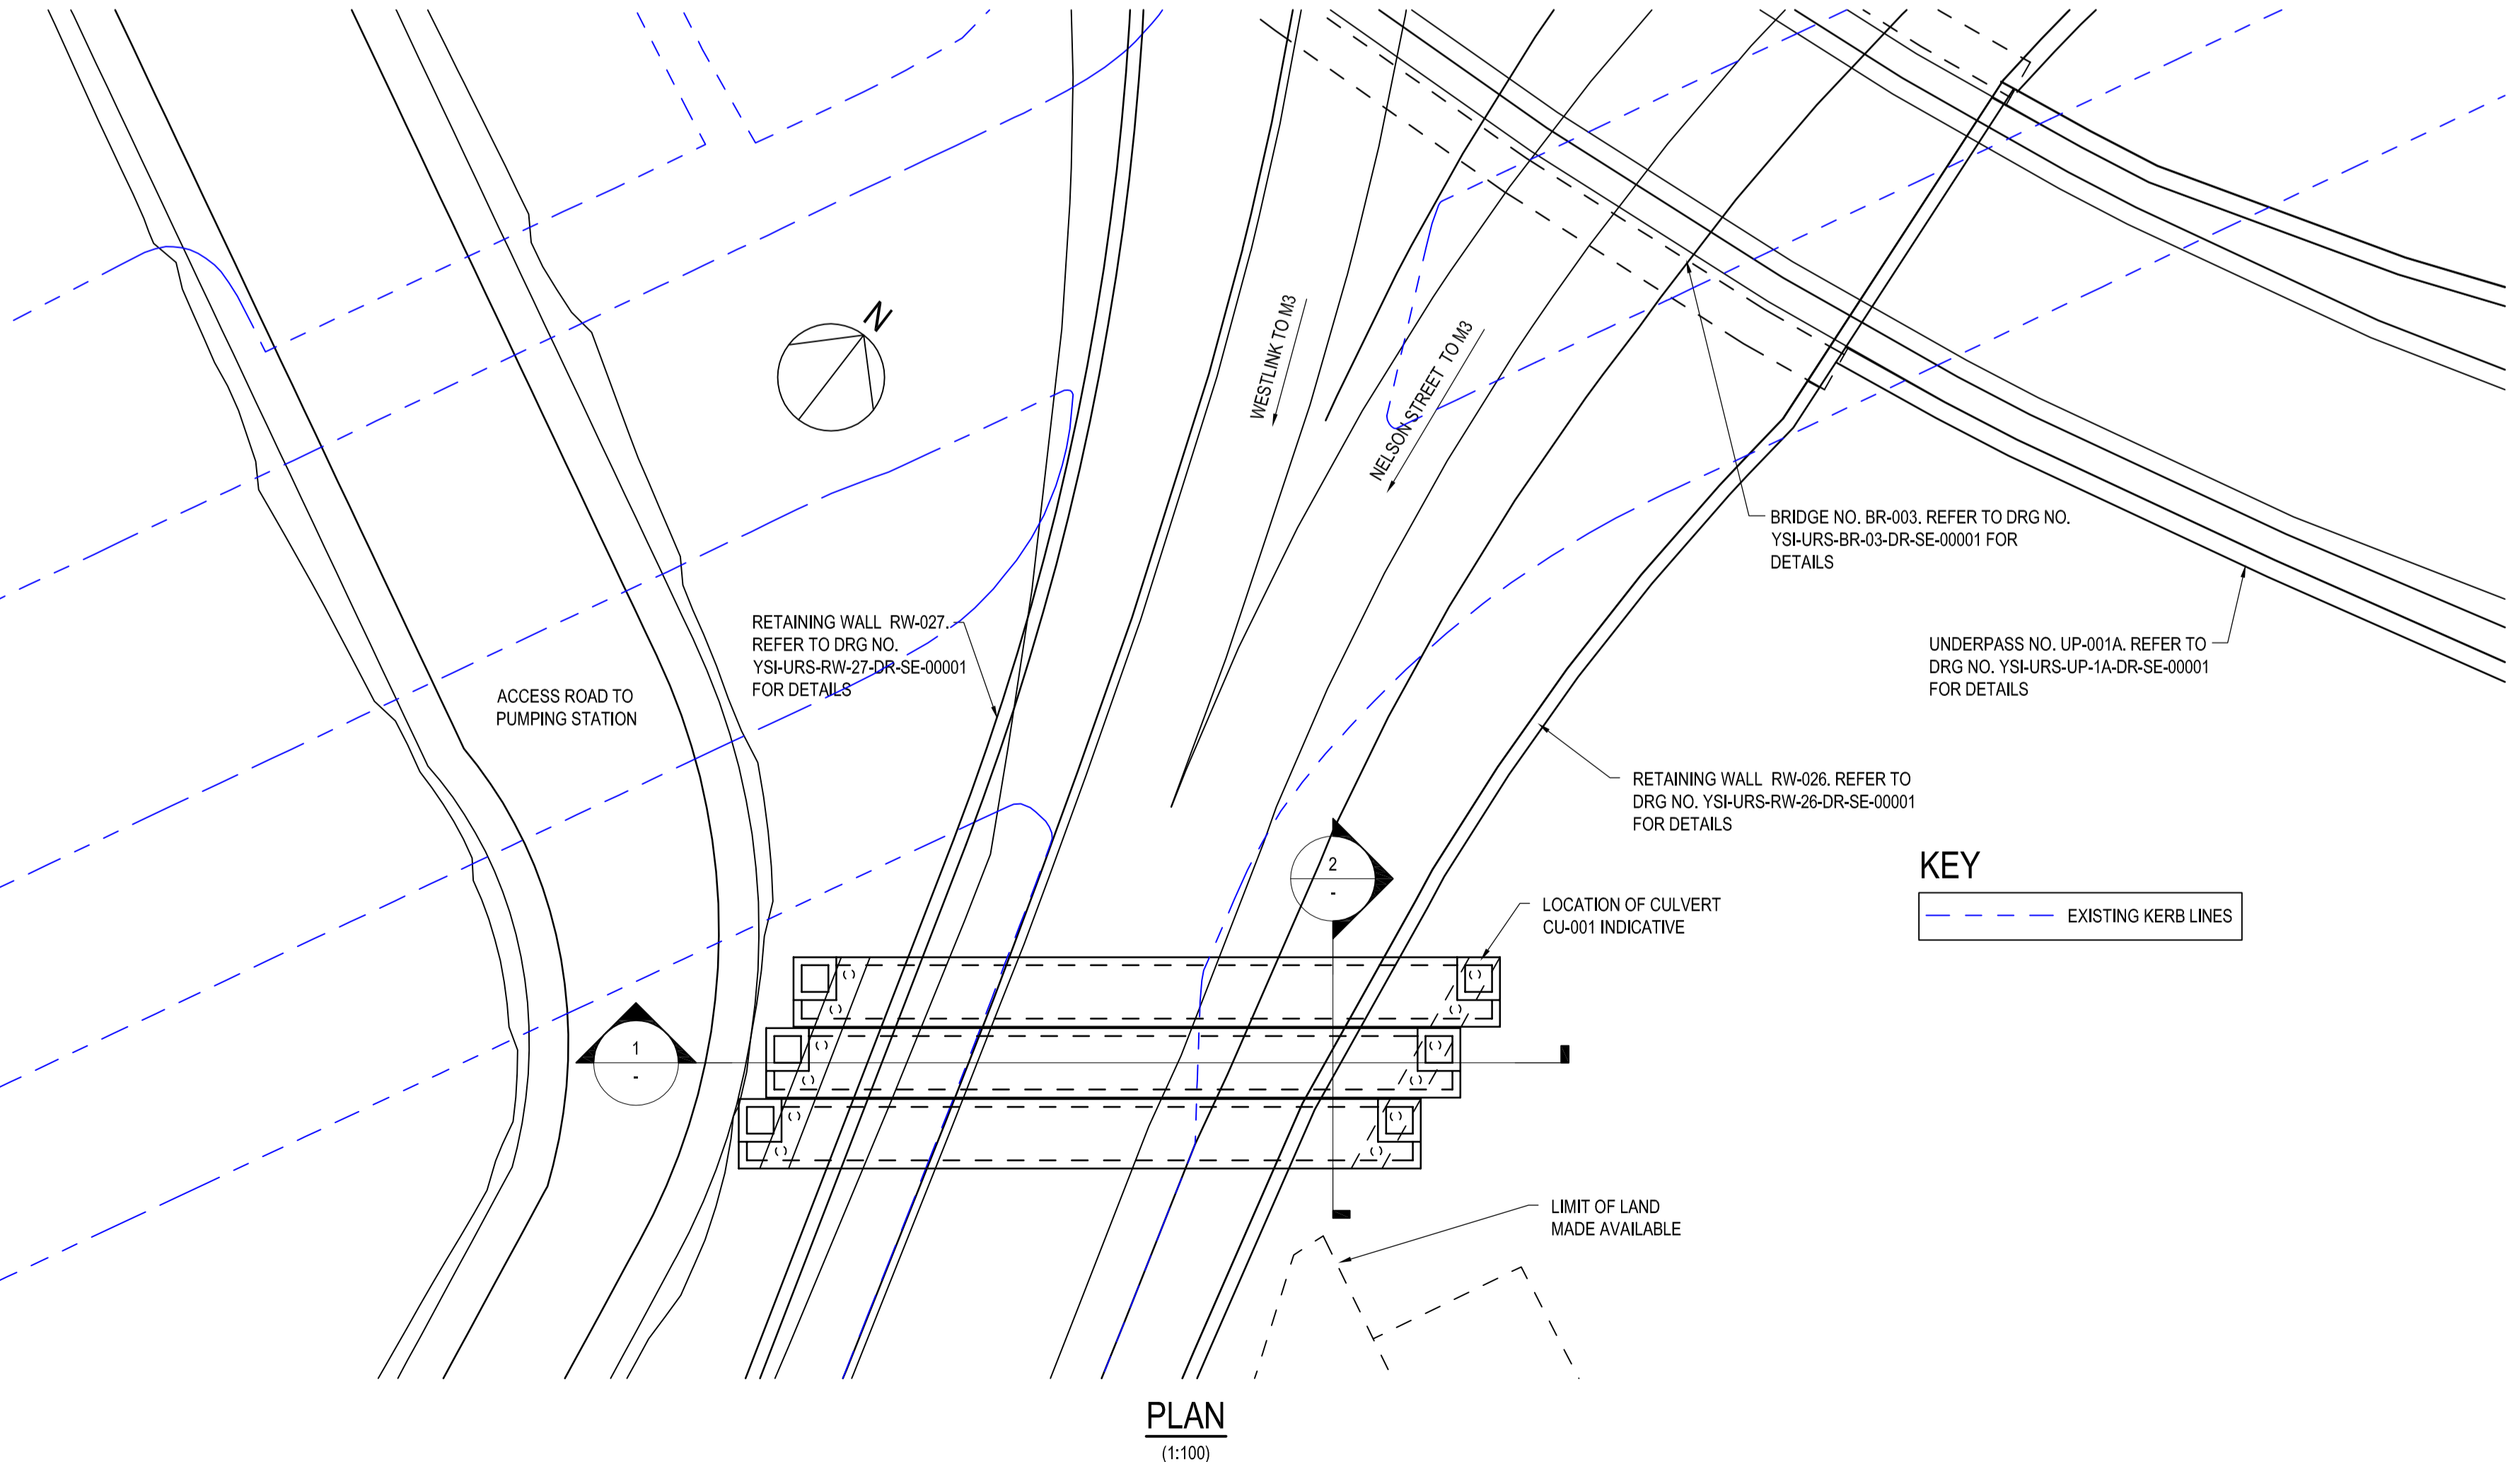 N
WESTLINK TO M3
NELSON STREET TO M3
BRIDGE NO. BR-003. REFER TO DRG NO.
YSI-URS-BR-03-DR-SE-00001 FOR
DETAILS
RETAINING WALL RW-027.
REFER TO DRG NO.
YSI-URS-RW-27-DR-SE-00001
FOR DETAILS
UNDERPASS NO. UP-001A. REFER TO
DRG NO. YSI-URS-UP-1A-DR-SE-00001
FOR DETAILS
ACCESS ROAD TO
PUMPING STATION
RETAINING WALL RW-026. REFER TO
DRG NO. YSI-URS-RW-26-DR-SE-00001
FOR DETAILS
KEY
EXISTING KERB LINES
2
-
LOCATION OF CULVERT
CU-001 INDICATIVE
1
-
LIMIT OF LAND
MADE AVAILABLE
PLAN
(1:100)